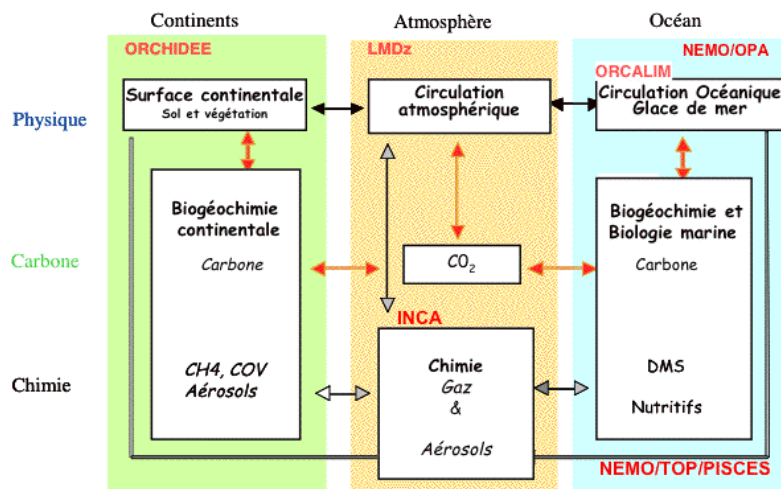 Continents
Atmosphère
Océan
ORCHIDEE
LMDz
NEMO/OPA
ORCALIM
Physique
Surface continentale
Sol et végétation
Circulation
atmosphérique
Circulation Océanique
Glace de mer
Biogéochimie
continentale
Carbone
Biogéochimie et
Biologie marine
Carbone
Carbone
CO2
INCA
Chimie
CH4, COV
Aérosols
Chimie
Gaz
&
Aérosols
DMS
Nutritifs
NEMO/TOP/PISCES